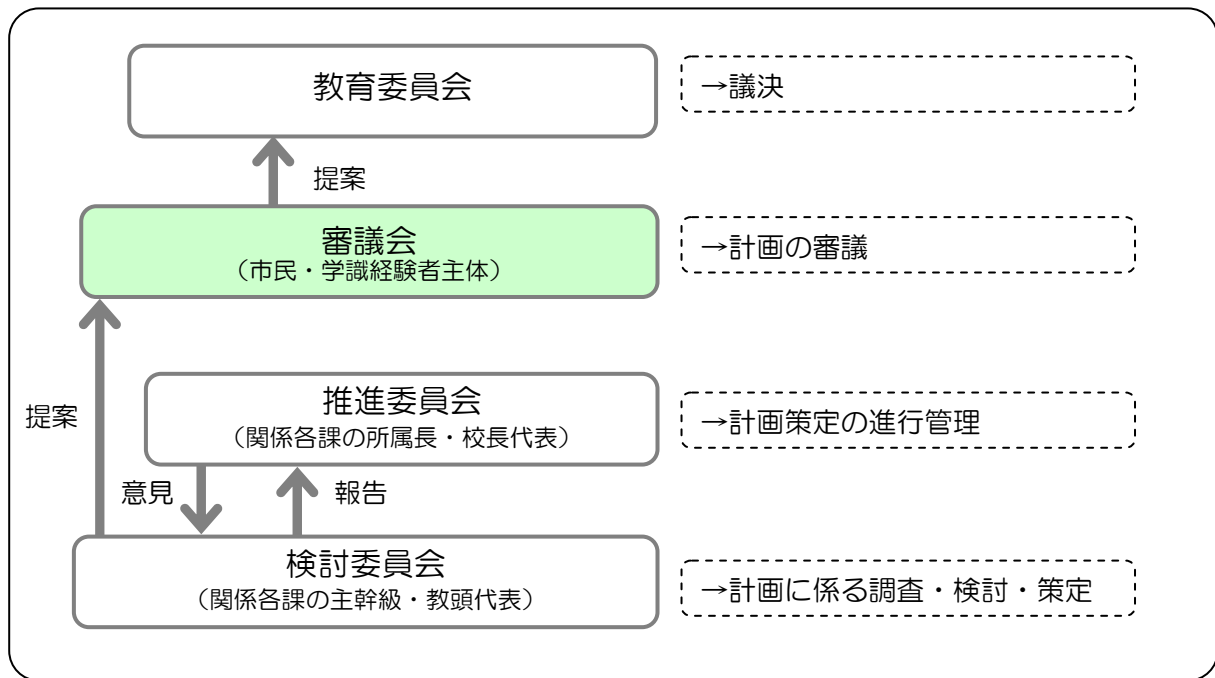 教育委員会
→議決
提案
審議会
（市民・学識経験者主体）
→計画の審議
推進委員会
（関係各課の所属長・校長代表）
→計画策定の進行管理
提案
意見
報告
検討委員会
（関係各課の主幹級・教頭代表）
→計画に係る調査・検討・策定